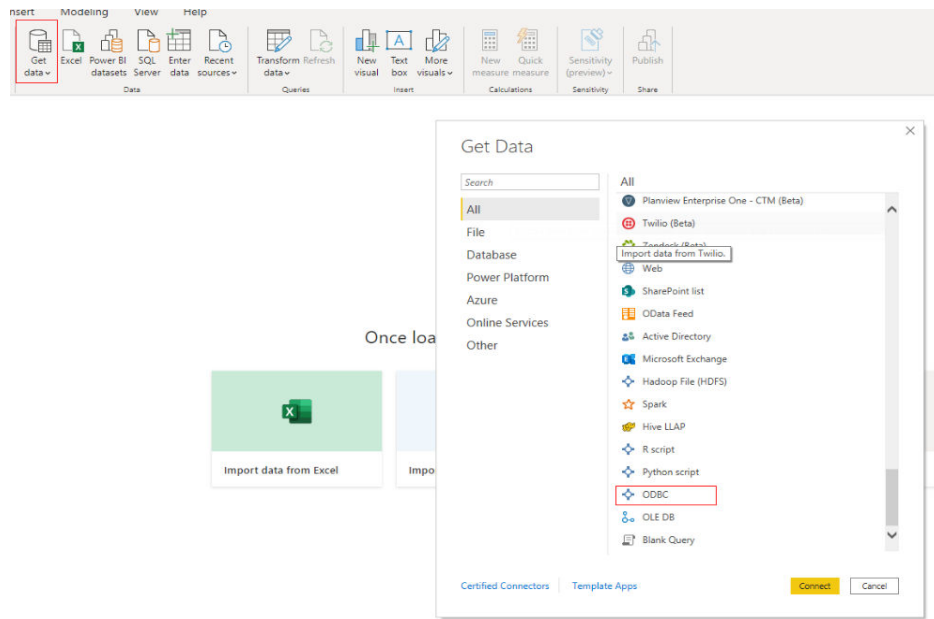 Modeling View Help
Get data
Excel
Power BI datasets
SQL Server
Enter data
Recent sources
Transform data
Refresh
New visual
Text box
More visuals
New measure
Quick measure
Sensitivity (preview)
Publish
Data
Queries
Insert
Calculations
Sensitivity
Share
Get Data
Search
All
File
Database
Power Platform
Azure
Online Services
Other
All
Planview Enterprise One - CTM (Beta)
Twilio (Beta)
Import data from Twilio.
Web
SharePoint list
OData Feed
Active Directory
Microsoft Exchange
Hadoop File (HDFS)
Spark
Hive LLAP
R script
Python script
ODBC
OLE DB
Blank Query
Certified Connectors
Template Apps
Connect
Cancel
Once loa
Import data from Excel
Impo